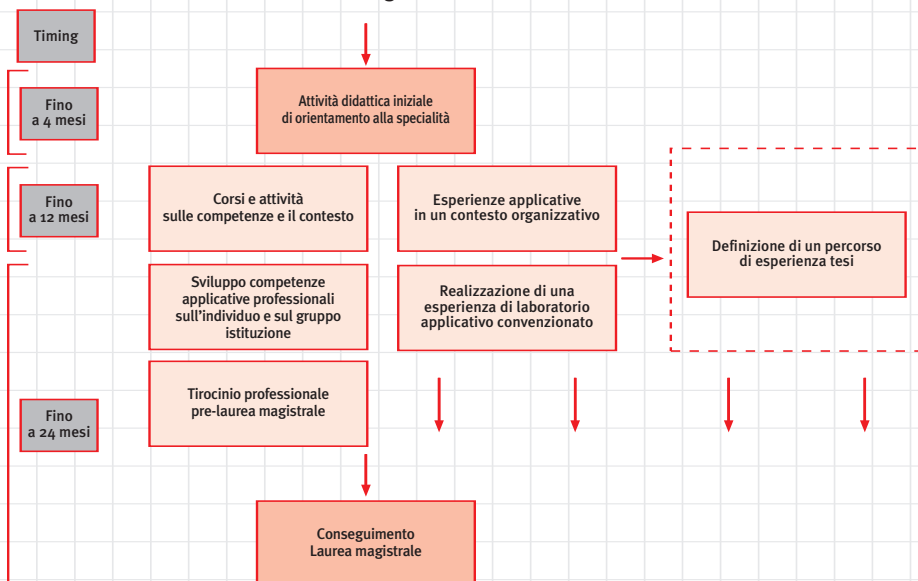 Timing
Fino
a 4 mesi
Attività didattica iniziale
di orientamento alla specialità
Fino
a 12 mesi
Corsi e attività
sulle competenze e il contesto
Esperienze applicative
in un contesto organizzativo
Definizione di un percorso
di esperienza tesi
Sviluppo competenze
applicative professionali
sull'individuo e sul gruppo
istituzione
Realizzazione di una
esperienza di laboratorio
applicativo convenzionato
Tirocinio professionale
pre-laurea magistrale
Fino
a 24 mesi
Conseguimento
Laurea magistrale